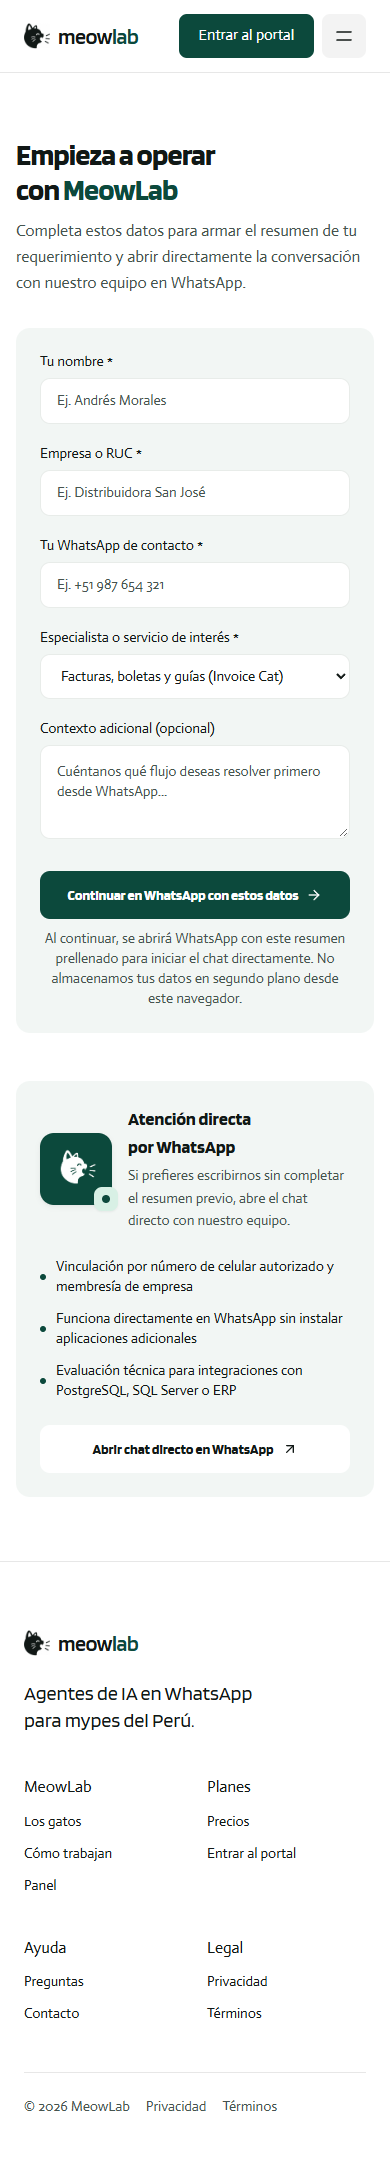 meowlab
Entrar al portal
Empieza a operar
con MeowLab
Completa estos datos para armar el resumen de tu
requerimiento y abrir directamente la conversación
con nuestro equipo en WhatsApp.
Tu nombre *
Ej. Andrés Morales
Empresa o RUC *
Ej. Distribuidora San José
Tu WhatsApp de contacto *
Ej. +51 987 654 321
Especialista o servicio de interés *
Facturas, boletas y guías (Invoice Cat)
Contexto adicional (opcional)
Cuéntanos qué flujo deseas resolver primero
desde WhatsApp...
Continuar en WhatsApp con estos datos →
Al continuar, se abrirá WhatsApp con este resumen
prellenado para iniciar el chat directamente. No
almacenamos tus datos en segundo plano desde
este navegador.
Atención directa
por WhatsApp
Si prefieres escribirnos sin completar
el resumen previo, abre el chat
directo con nuestro equipo.
Vinculación por número de celular autorizado y
membresía de empresa
Funciona directamente en WhatsApp sin instalar
aplicaciones adicionales
Evaluación técnica para integraciones con
PostgreSQL, SQL Server o ERP
Abrir chat directo en WhatsApp ↗
meowlab
Agentes de IA en WhatsApp
para mypes del Perú.
MeowLab
Los gatos
Cómo trabajan
Panel
Planes
Precios
Entrar al portal
Ayuda
Preguntas
Contacto
Legal
Privacidad
Términos
© 2026 MeowLab Privacidad Términos